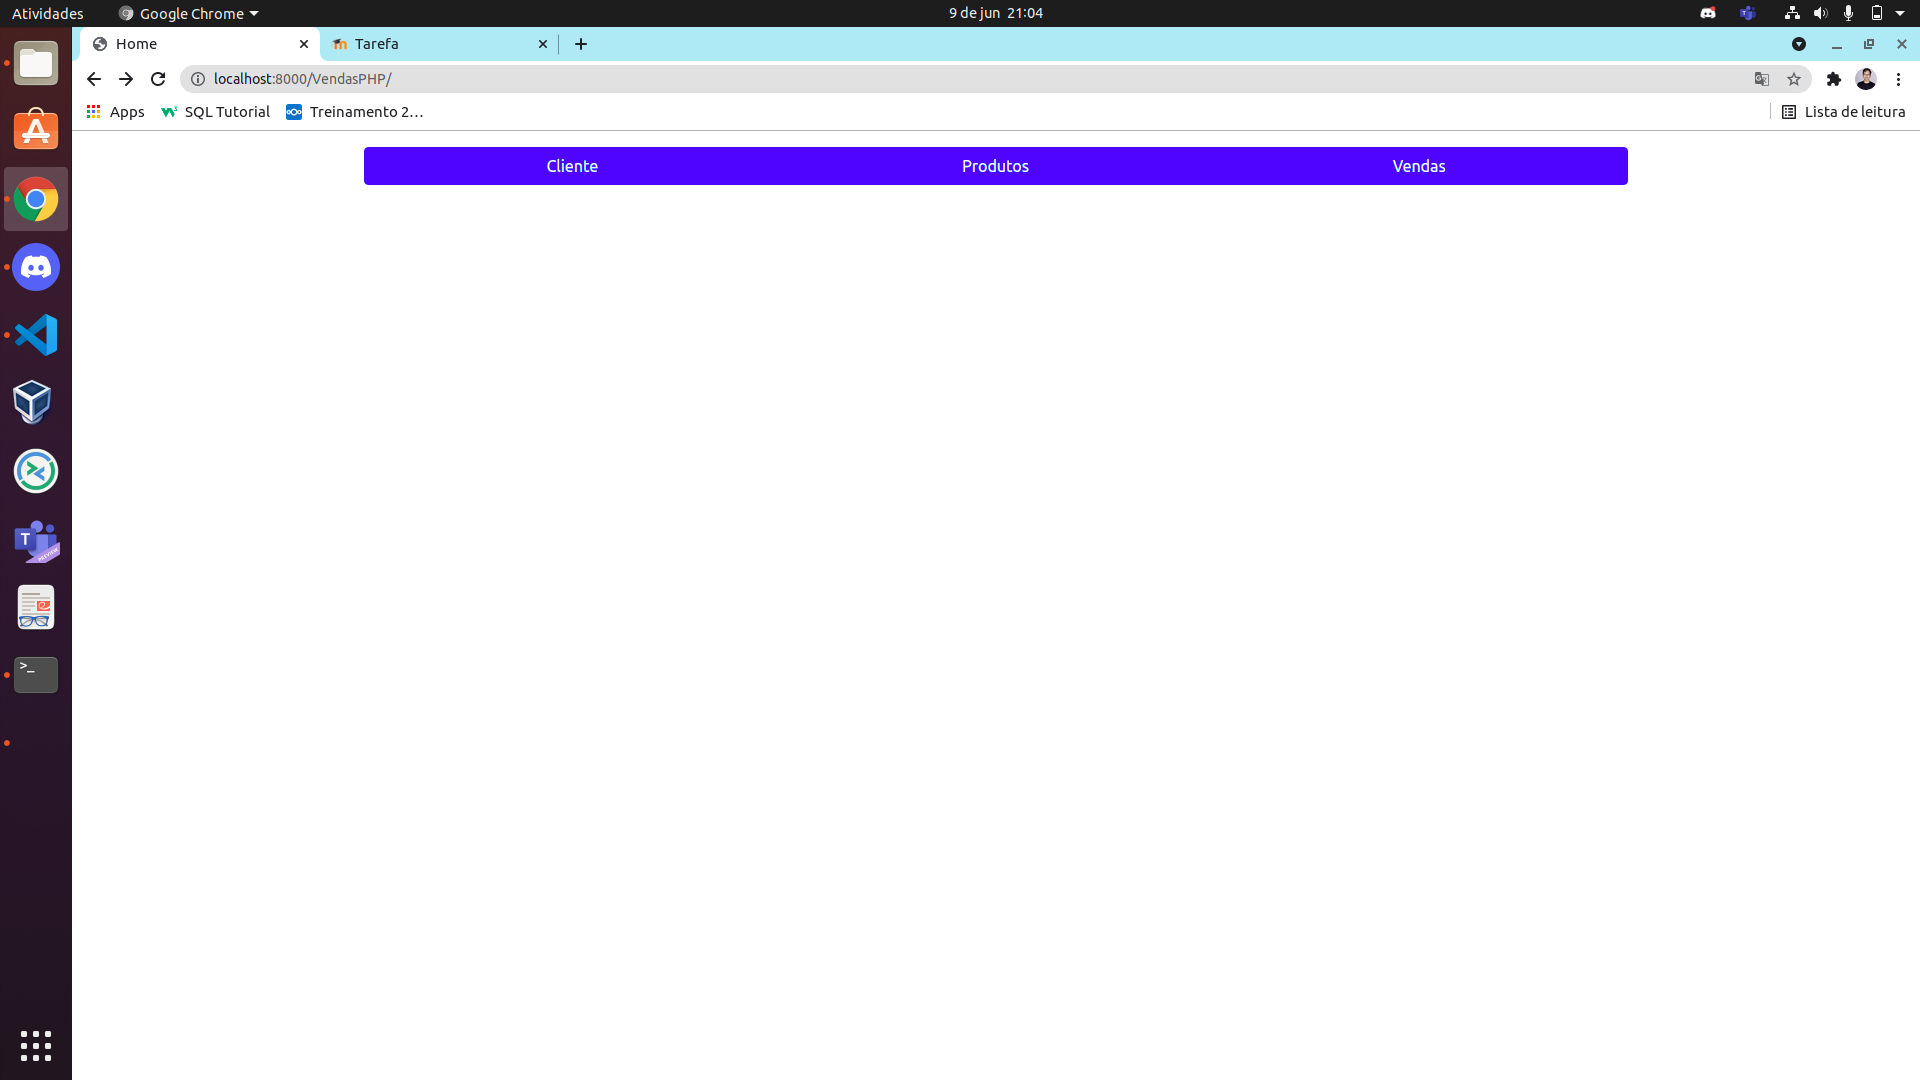 Atividades Google Chrome 9 de jun 21:04
Home Tarefa
localhost:8000/VendasPHP/
Apps SQL Tutorial Treinamento 2… Lista de leitura
Cliente Produtos Vendas
T
PREVIEW
>_